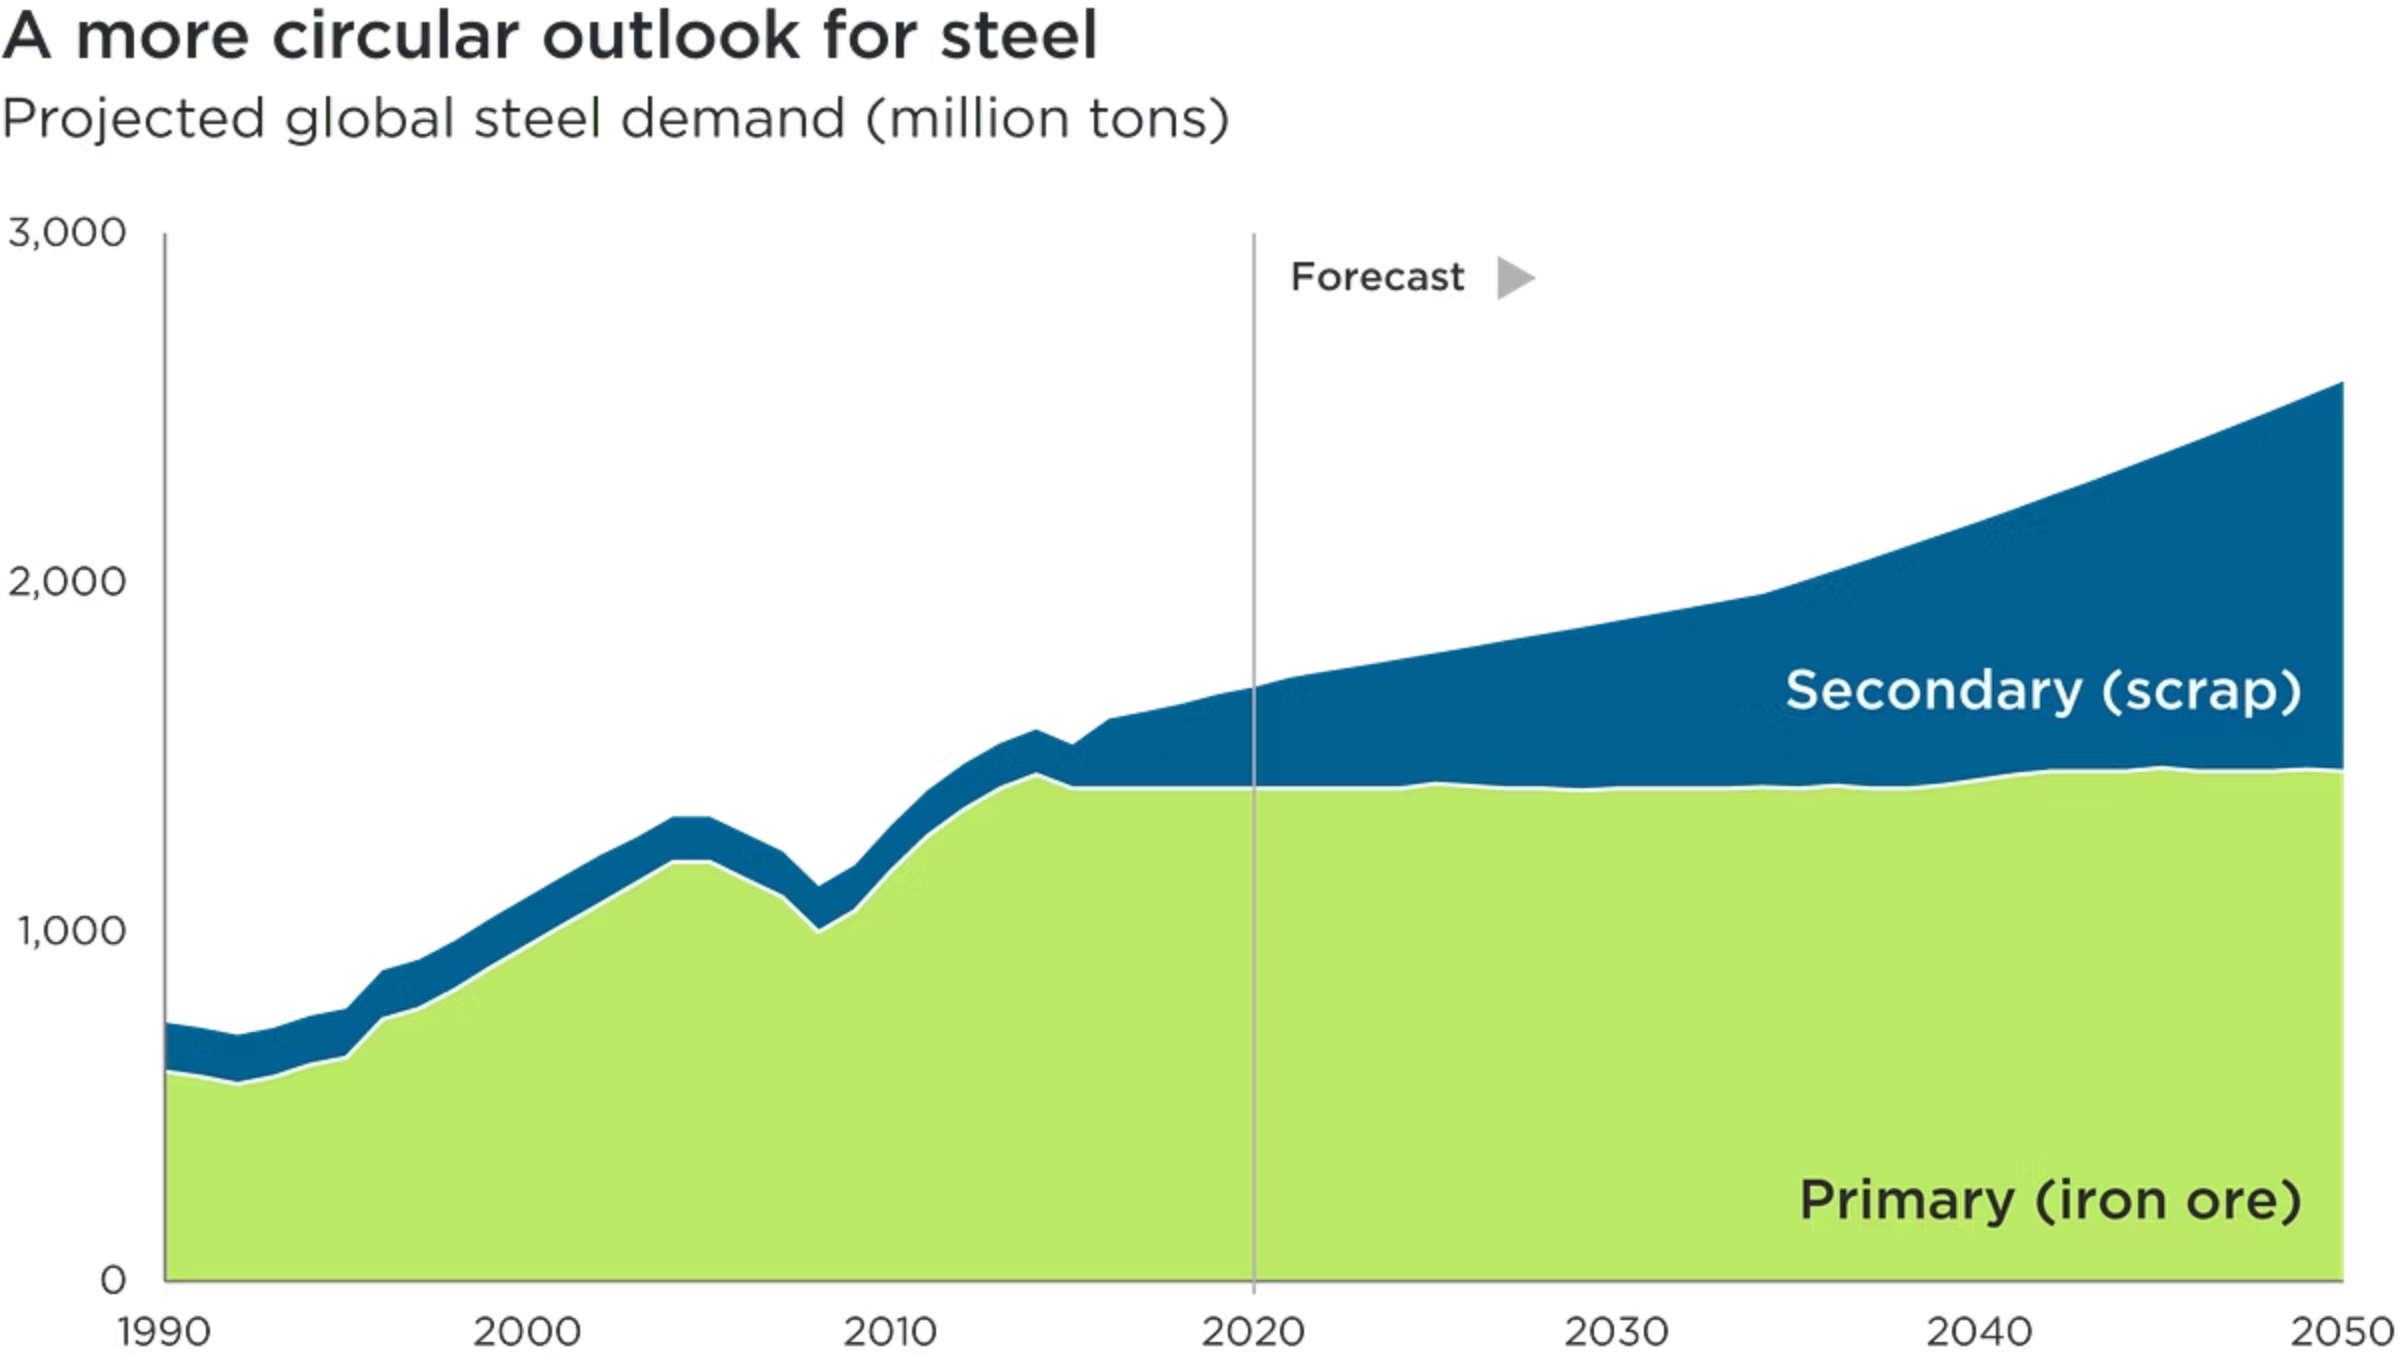 A more circular outlook for steel
Projected global steel demand (million tons)
3,000
Forecast
2,000
Secondary (scrap)
1,000
Primary (iron ore)
0
1990 2000 2010 2020 2030 2040 2050